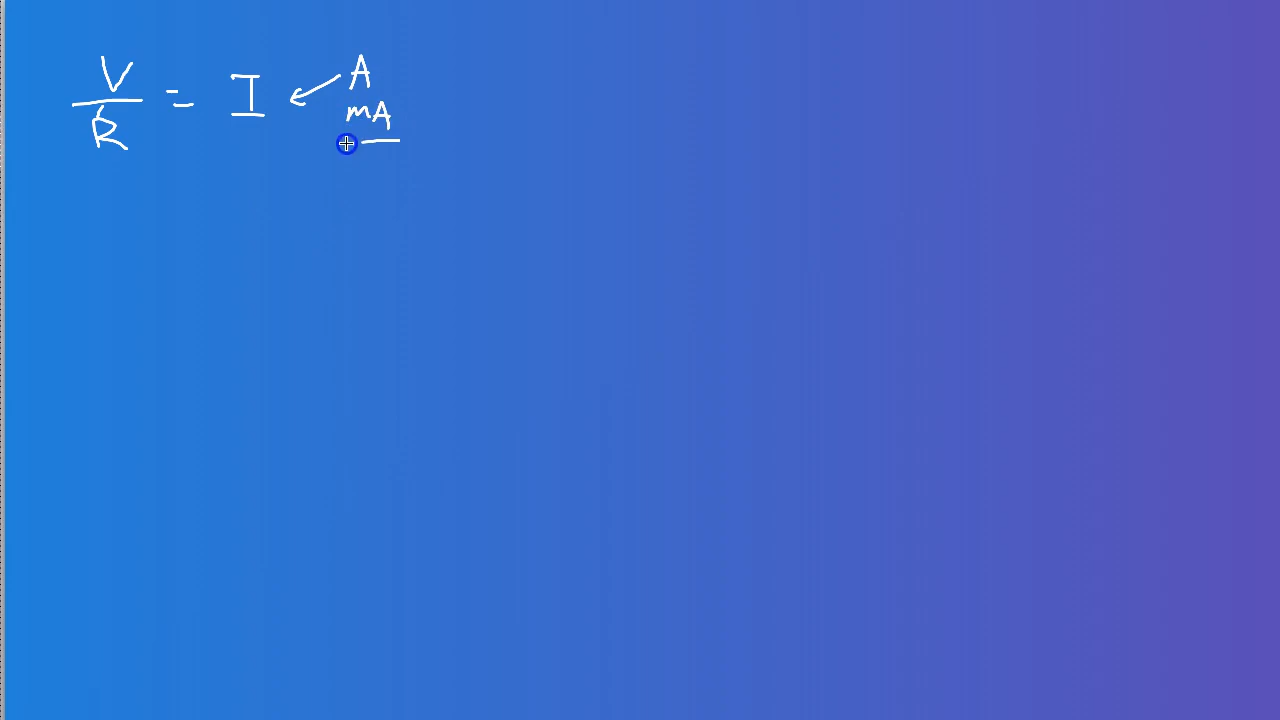 V/R = I ← A
mA